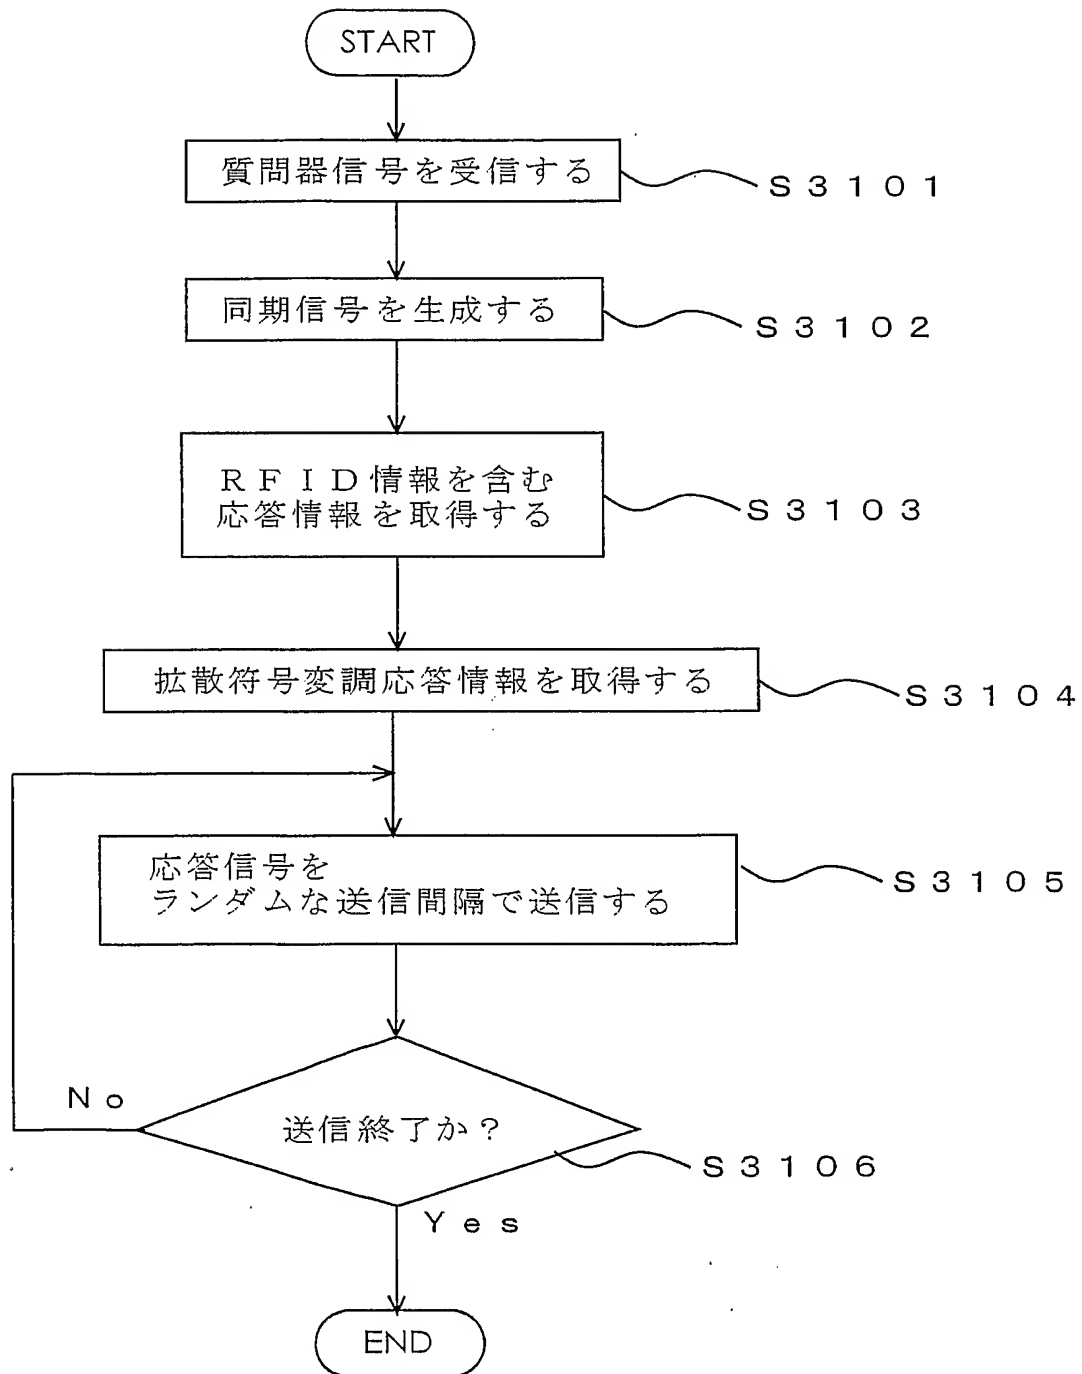 START
質問器信号を受信する
S3101
同期信号を生成する
S3102
RFID情報を含む
応答情報を取得する
S3103
拡散符号変調応答情報を取得する
S3104
応答信号を
ランダムな送信間隔で送信する
S3105
No
送信終了か？
S3106
Yes
END